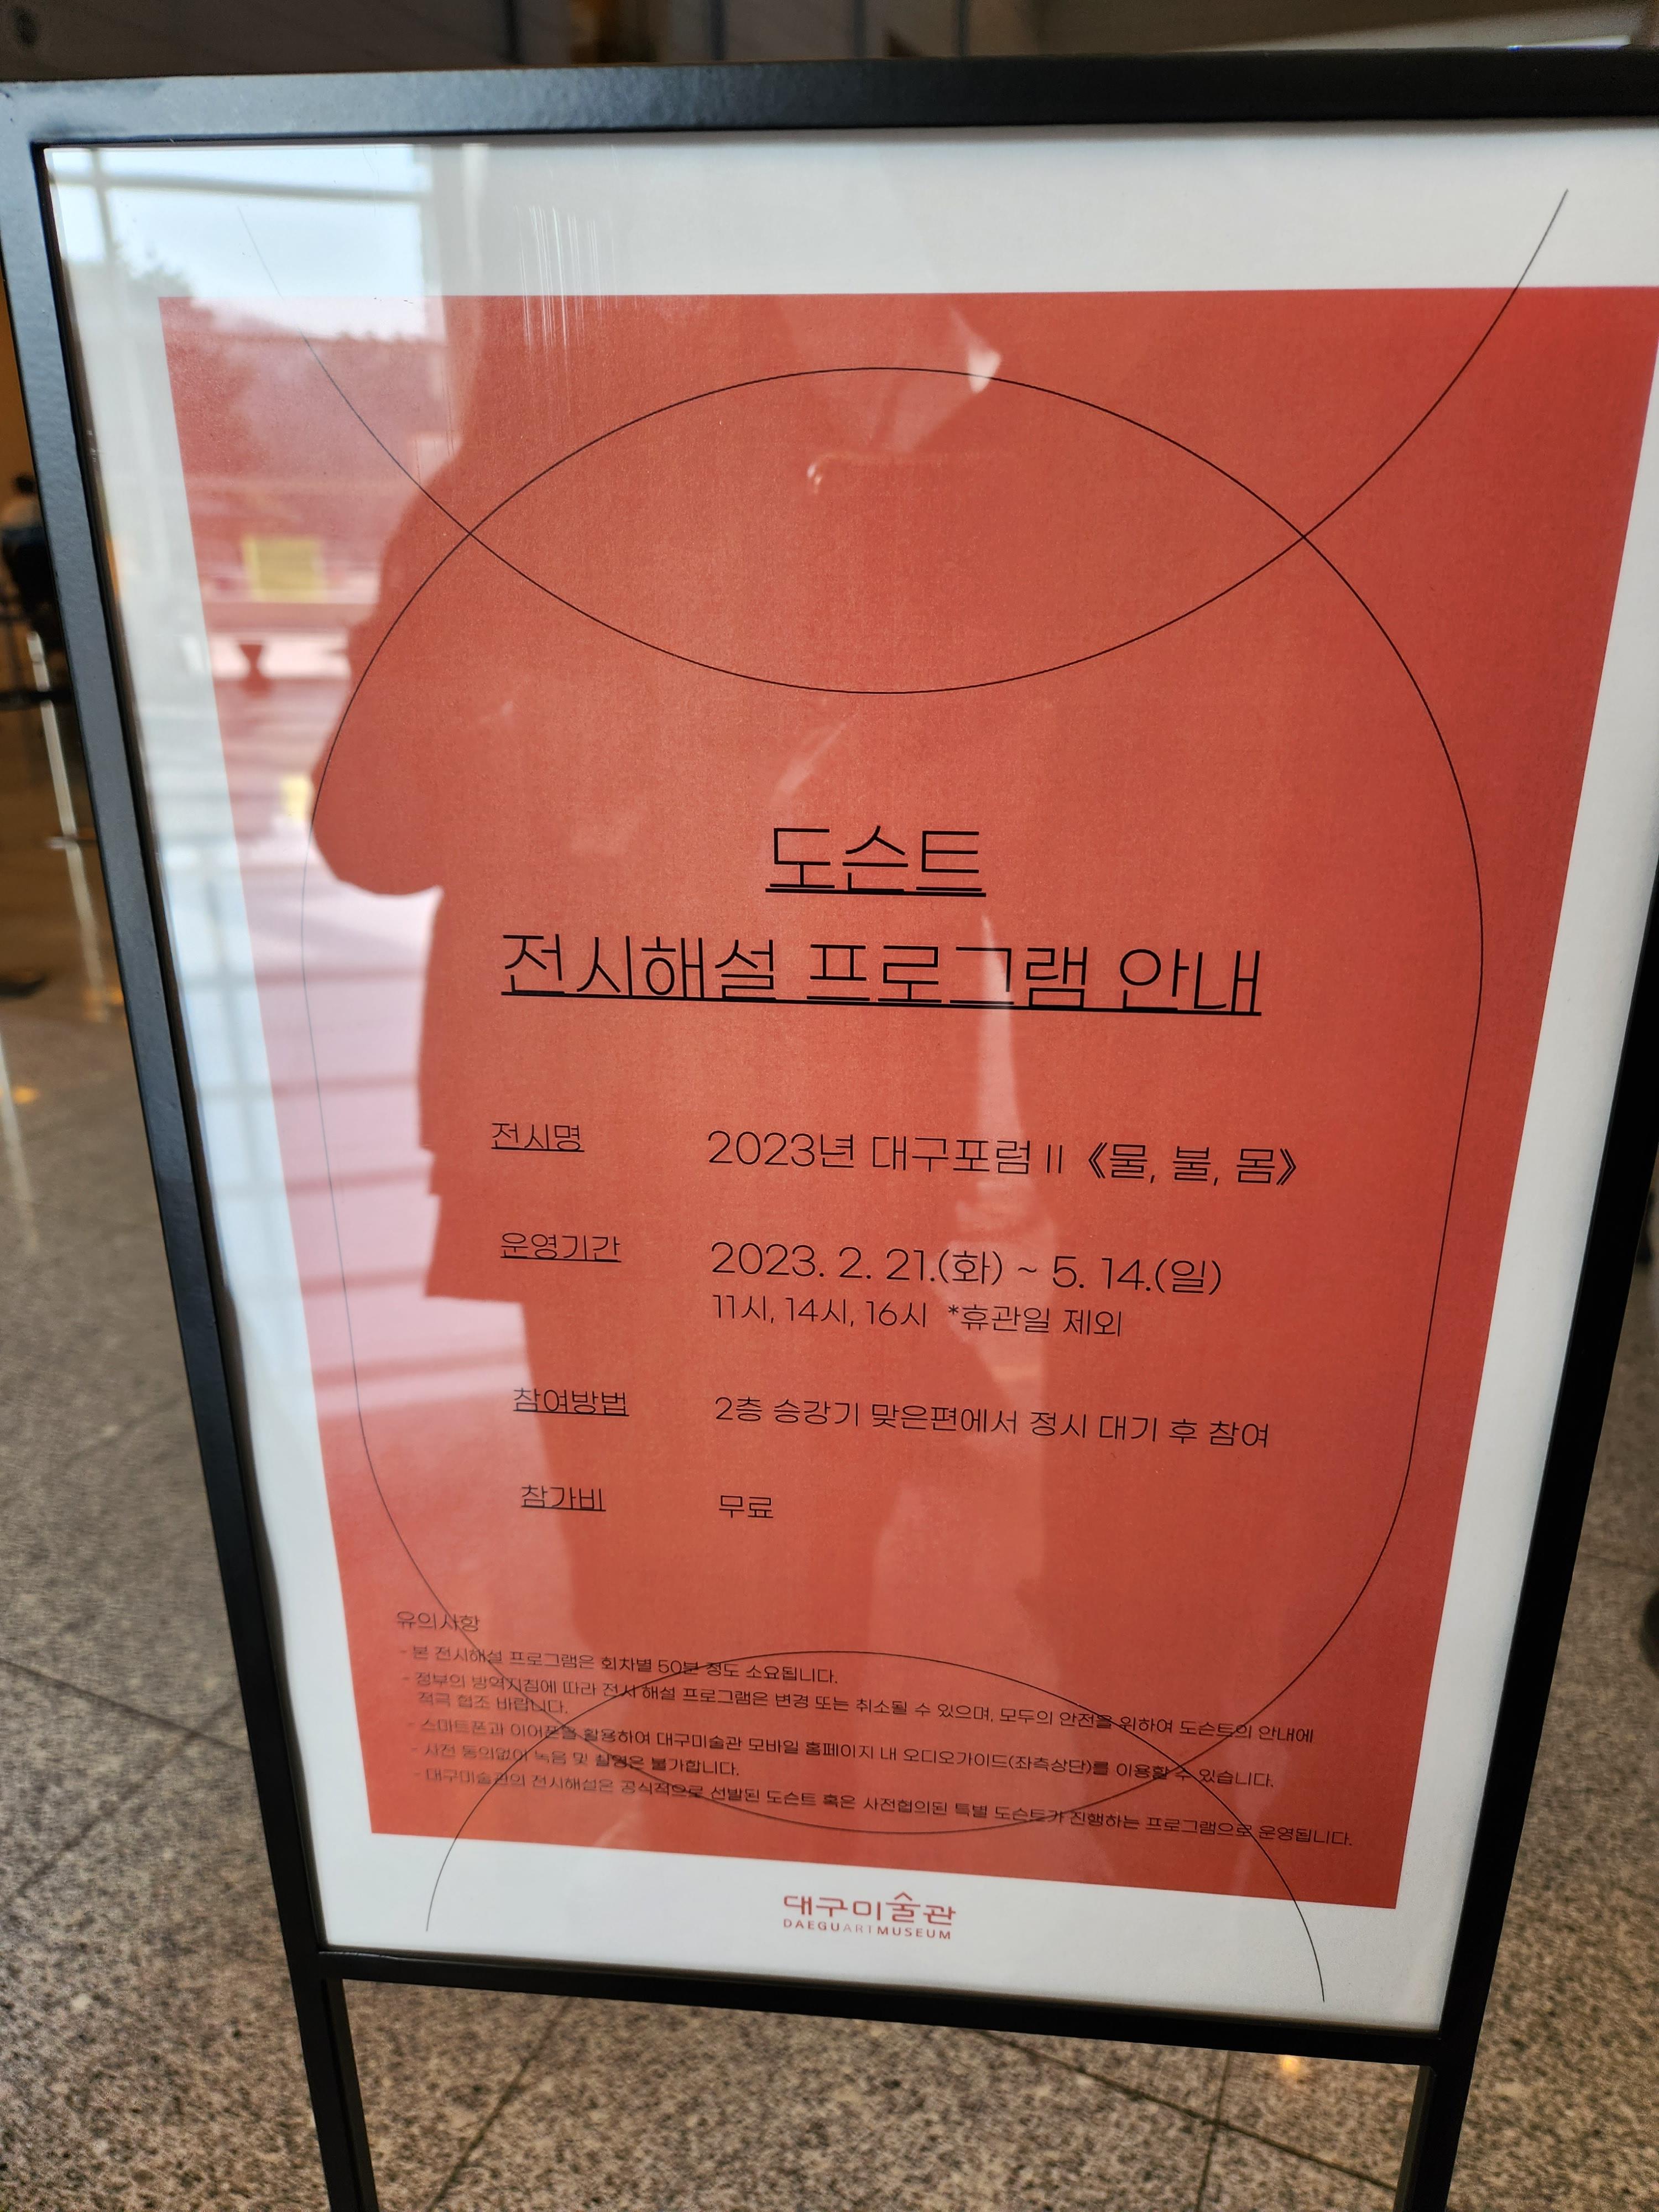 도슨트
전시해설 프로그램 안내
전시명 2023년 대구포럼 II 《물, 불, 몸》
운영기간 2023. 2. 21.(화) ~ 5. 14.(일)
11시, 14시, 16시 *휴관일 제외
참여방법 2층 승강기 맞은편에서 정시 대기 후 참여
참가비 무료
유의사항
- 본 전시해설 프로그램은 회차별 50분 정도 소요됩니다.
- 정부의 방역지침에 따라 전시 해설 프로그램은 변경 또는 취소될 수 있으며, 모두의 안전을 위하여 도슨트의 안내에
적극 협조 바랍니다.
- 스마트폰과 이어폰을 활용하여 대구미술관 모바일 홈페이지 내 오디오가이드(좌측상단)를 이용할 수 있습니다.
- 사전 동의없이 녹음 및 촬영은 불가합니다.
- 대구미술관의 전시해설은 공식적으로 선발된 도슨트 혹은 사전협의된 특별 도슨트가 진행하는 프로그램으로 운영됩니다.
대구미술관
DAEGUARTMUSEUM